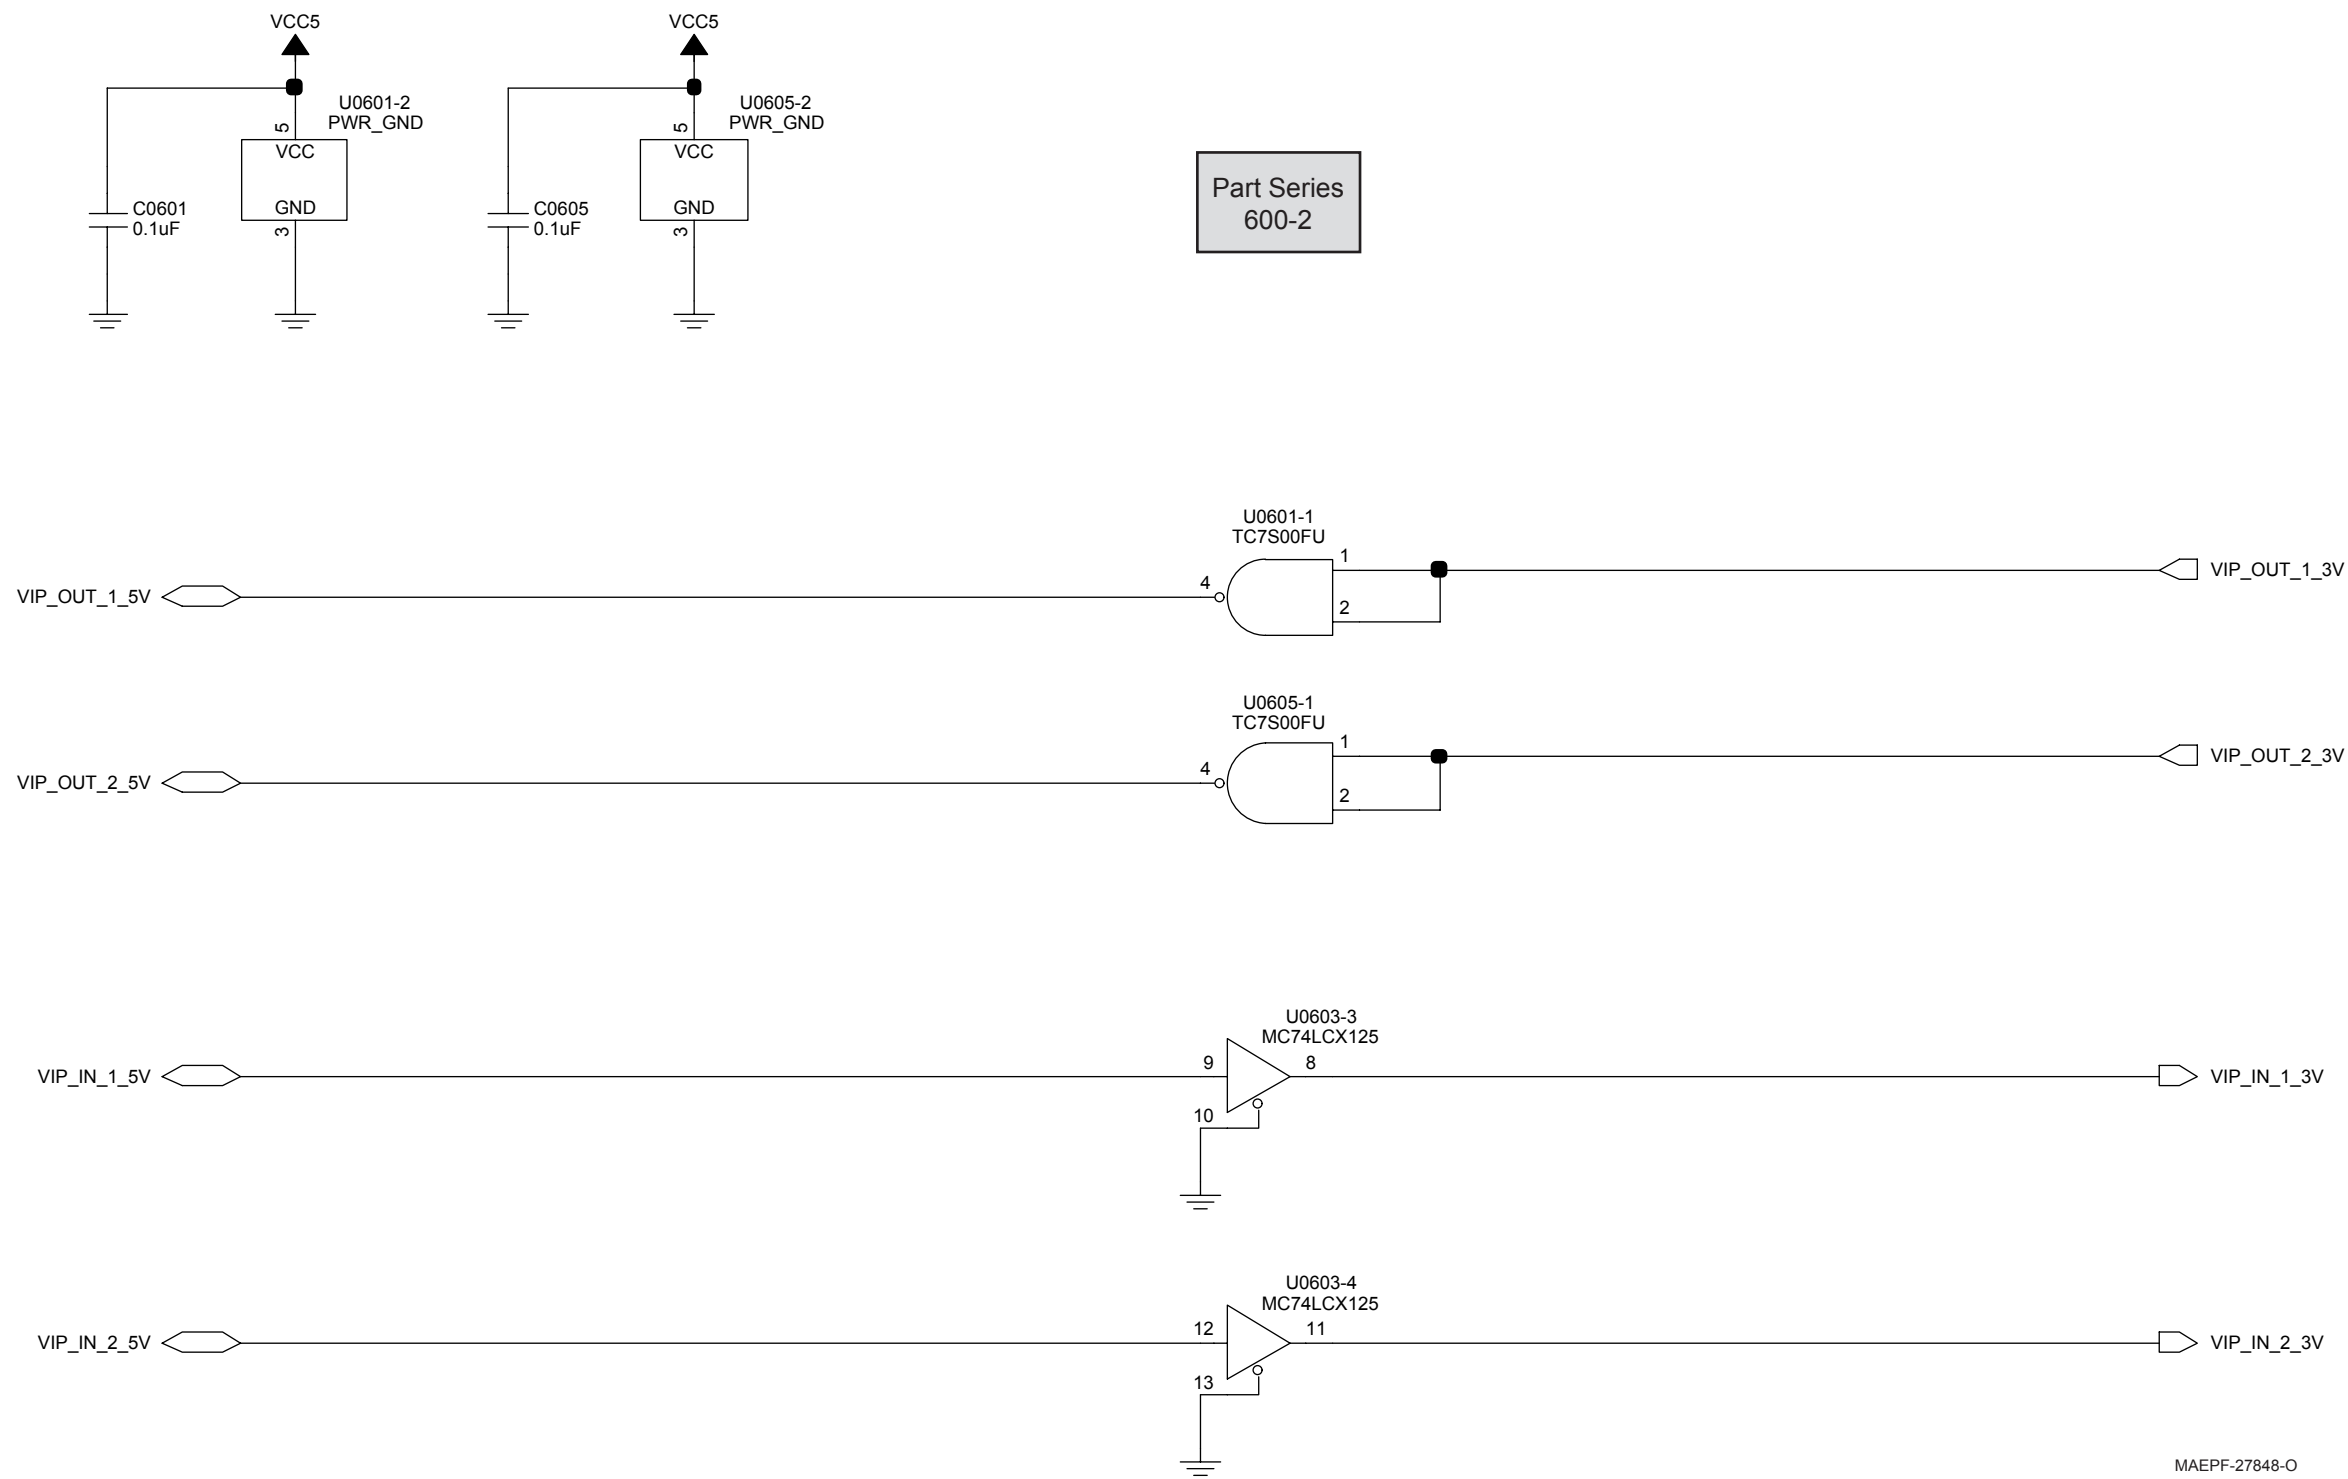 VCC5
VCC5
U0601-2
PWR_GND
U0605-2
PWR_GND
5
VCC
5
VCC
GND
GND
3
3
C0601
0.1uF
C0605
0.1uF
Part Series
600-2
U0601-1
TC7S00FU
1
VIP_OUT_1_3V
4
VIP_OUT_1_5V
2
U0605-1
TC7S00FU
1
VIP_OUT_2_3V
4
VIP_OUT_2_5V
2
U0603-3
MC74LCX125
VIP_IN_1_5V
9
8
VIP_IN_1_3V
10
U0603-4
MC74LCX125
VIP_IN_2_5V
12
11
VIP_IN_2_3V
13
MAEPF-27848-O